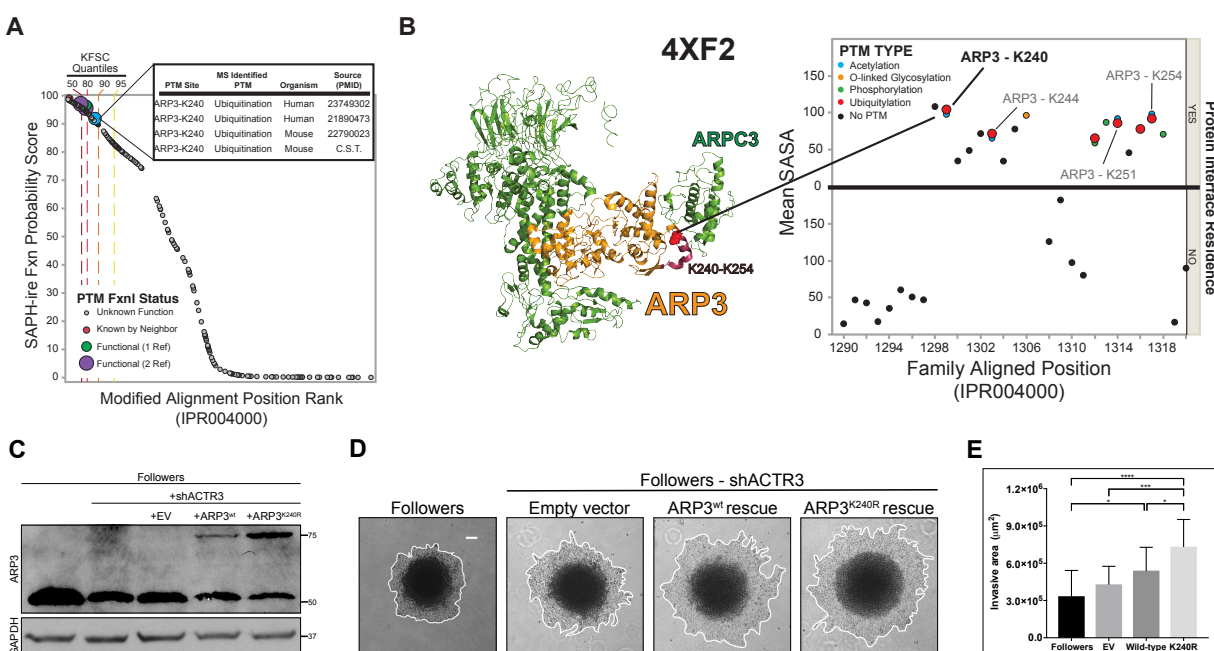 A
KFSC
Quantiles
50 80 90 95
SAPH-ire Fxn Probability Score
100
90
80
70
60
50
40
30
20
10
0
PTM Site MS Identified PTM Organism Source (PMID)
ARP3-K240 Ubiquitination Human 23749302
ARP3-K240 Ubiquitination Human 21890473
ARP3-K240 Ubiquitination Mouse 22790023
ARP3-K240 Ubiquitination Mouse C.S.T.
PTM Fxnl Status
Unknown Function
Known by Neighbor
Functional (1 Ref)
Functional (2 Ref)
Modified Alignment Position Rank
(IPR004000)
B
4XF2
ARPC3
K240-K254
ARP3
PTM TYPE
Acetylation
O-linked Glycosylation
Phosphorylation
Ubiquitylation
No PTM
ARP3 - K240
ARP3 - K244
ARP3 - K254
ARP3 - K251
Mean SASA
150
100
50
0
150
100
50
0
YES
NO
Protein Interface Residence
1290 1294 1298 1302 1306 1310 1314 1318
Family Aligned Position
(IPR004000)
C
Followers
+shACTR3
+EV +ARP3wt +ARP3K240R
ARP3
75
50
GAPDH
37
D
Followers - shACTR3
Followers Empty vector ARP3wt rescue ARP3K240R rescue
E
****
***
* *
Invasive area (μm2)
1.2×106
9.0×105
6.0×105
3.0×105
0.0
Followers EV Wild-type K240R